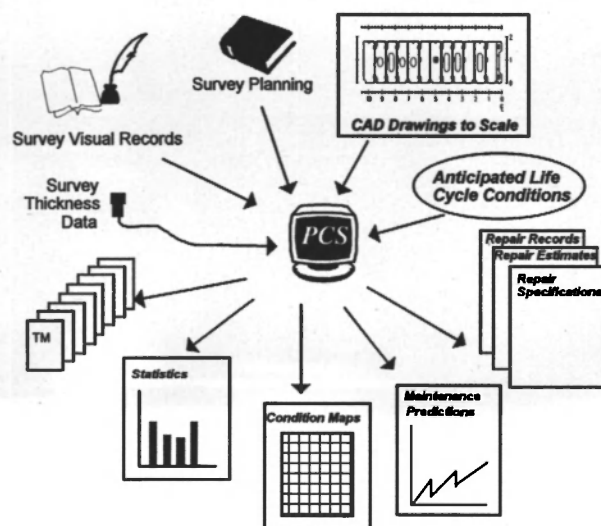 Survey Planning
CAD Drawings to Scale
Survey Visual Records
Anticipated Life
Cycle Conditions
Survey
Thickness
Data
PCS
Repair Records
Repair Estimates
Repair
Specifications
TM
Statistics
Condition Maps
Maintenance
Predictions